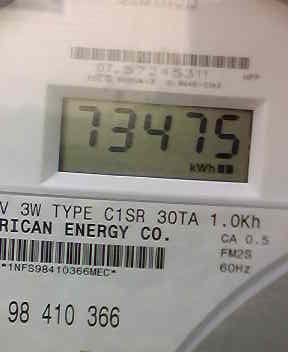 73475
kWh
V 3W TYPE C1SR 30TA 1.0Kh
RICAN ENERGY CO.
CA 0.5
FM2S
60Hz
*1NFS98410366MEC*
98 410 366